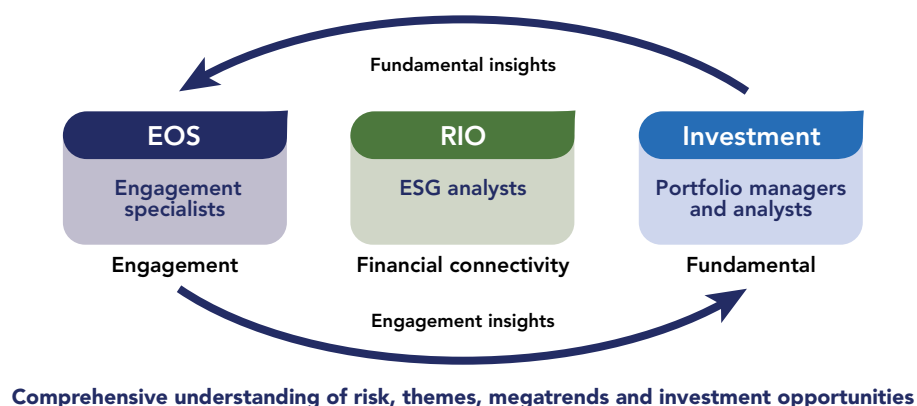 Fundamental insights
EOS
Engagement
specialists
Engagement
RIO
ESG analysts
Financial connectivity
Investment
Portfolio managers
and analysts
Fundamental
Engagement insights
Comprehensive understanding of risk, themes, megatrends and investment opportunities